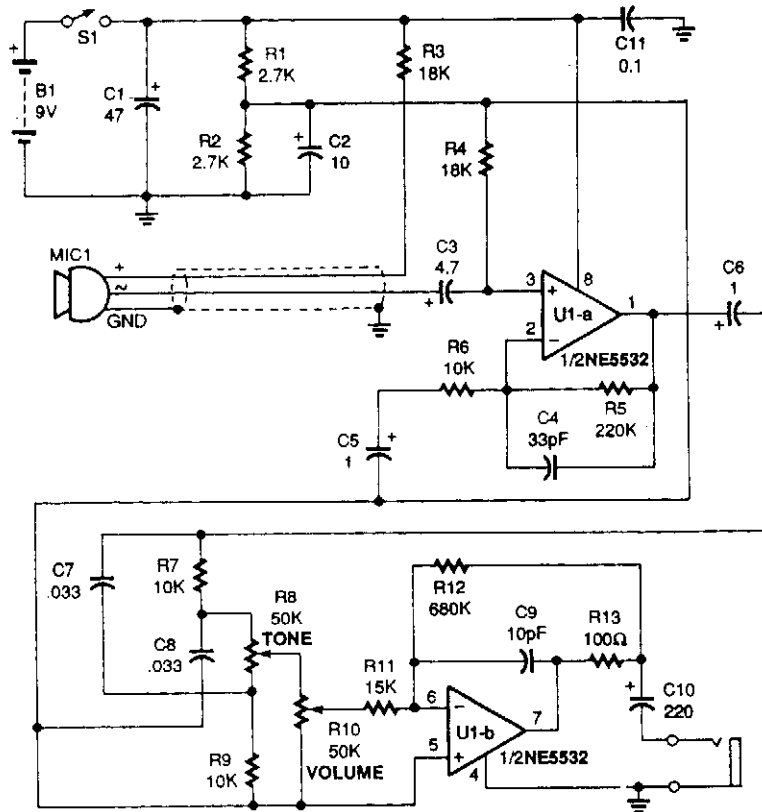 S1
+
B1
9V
+
C1
47
R1
2.7K
R2
2.7K
+
C2
10
R3
18K
R4
18K
C11
0.1
MIC1
+
~
GND
C3
4.7
+
3
+
8
U1-a
1
2
−
1/2NE5532
C6
1
+
R6
10K
R5
220K
C4
33pF
C5
1
+
C7
.033
R7
10K
C8
.033
R8
50K
TONE
R9
10K
R10
50K
VOLUME
R11
15K
R12
680K
C9
10pF
R13
100Ω
6
−
U1-b
7
5
+
4
1/2NE5532
+
C10
220